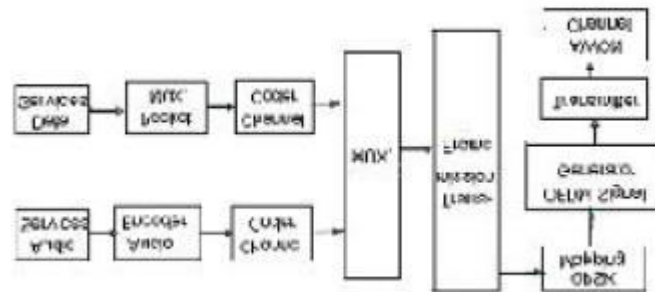 Audio
Services
Audio
Encoder
Channel
Coder
Data
Services
Packet
Mux.
Channel
Coder
MUX.
Trans-
mission
Frame
QPSK
Mapping
OFDM Signal
Generator
Transmitter
AWGN
Channel